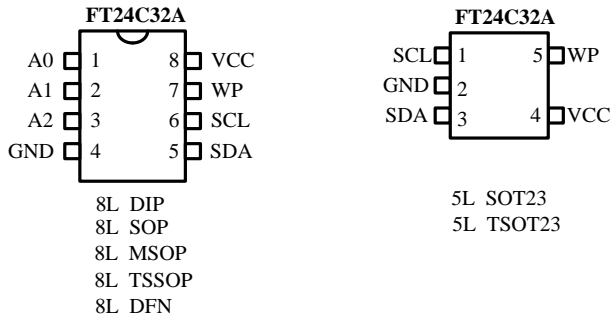 FT24C32A
A0 1 8 VCC
A1 2 7 WP
A2 3 6 SCL
GND 4 5 SDA
8L DIP
8L SOP
8L MSOP
8L TSSOP
8L DFN
FT24C32A
SCL 1 5 WP
GND 2
SDA 3 4 VCC
5L SOT23
5L TSOT23